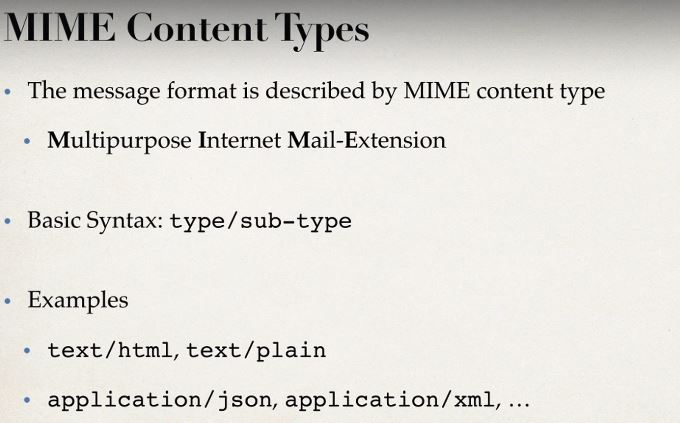 MIME Content Types
• The message format is described by MIME content type
• Multipurpose Internet Mail-Extension
• Basic Syntax: type/sub-type
• Examples
• text/html, text/plain
• application/json, application/xml, …